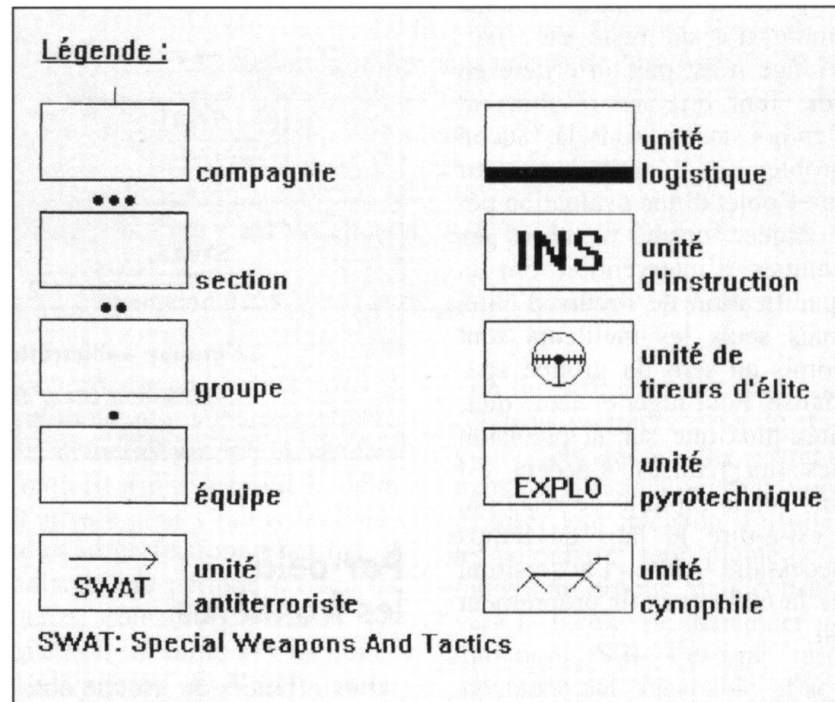 Légende :
compagnie
section
groupe
équipe
SWAT
unité
antiterroriste
unité
logistique
INS
unité
d'instruction
unité de
tireurs d'élite
EXPLO
unité
pyrotechnique
unité
cynophile
SWAT: Special Weapons And Tactics